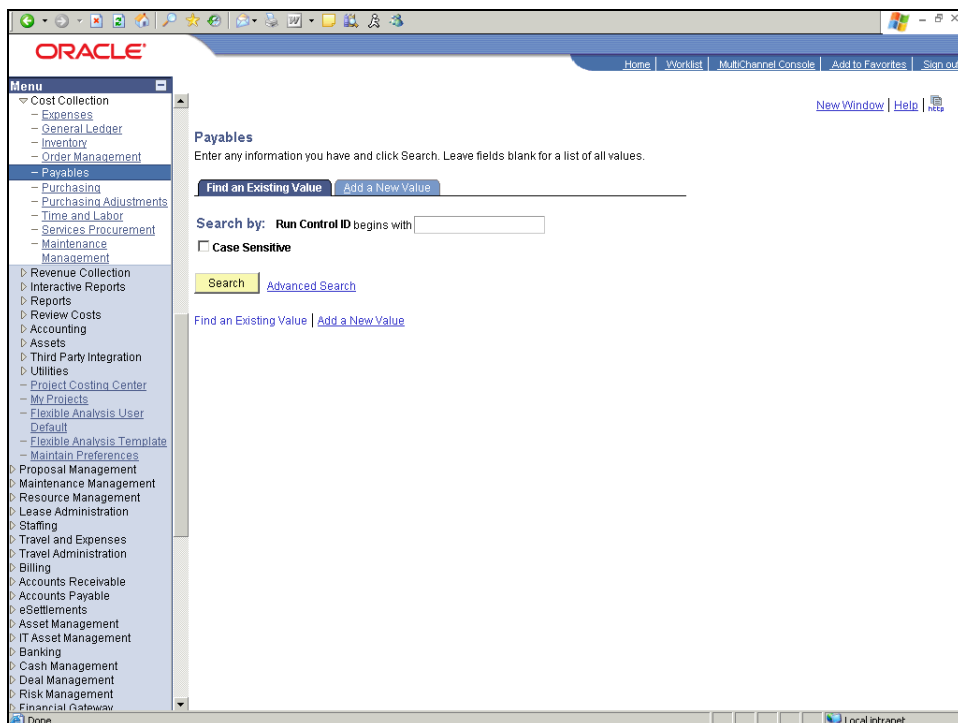 ORACLE
Home | Worklist | MultiChannel Console | Add to Favorites | Sign out
Menu
Cost Collection
Expenses
General Ledger
Inventory
Order Management
Payables
Purchasing
Purchasing Adjustments
Time and Labor
Services Procurement
Maintenance
Management
Revenue Collection
Interactive Reports
Reports
Review Costs
Accounting
Assets
Third Party Integration
Utilities
Project Costing Center
My Projects
Flexible Analysis User
Default
Flexible Analysis Template
Maintain Preferences
Proposal Management
Maintenance Management
Resource Management
Lease Administration
Staffing
Travel and Expenses
Travel Administration
Billing
Accounts Receivable
Accounts Payable
eSettlements
Asset Management
IT Asset Management
Banking
Cash Management
Deal Management
Risk Management
Financial Gateway
New Window | Help | http
Payables
Enter any information you have and click Search. Leave fields blank for a list of all values.
Find an Existing Value Add a New Value
Search by: Run Control ID begins with
Case Sensitive
Search Advanced Search
Find an Existing Value | Add a New Value
Done Local intranet